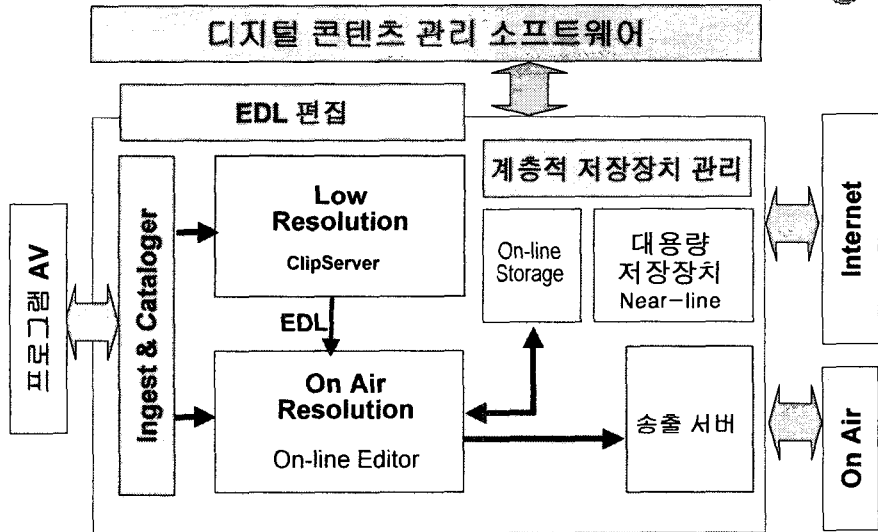 디지털 콘텐츠 관리 소프트웨어
EDL 편집
계층적 저장장치 관리
프로그램 AV
Ingest & Cataloger
Low
Resolution
ClipServer
EDL
On Air
Resolution
On-line Editor
On-line
Storage
대용량
저장장치
Near-line
송출 서버
Internet
On Air